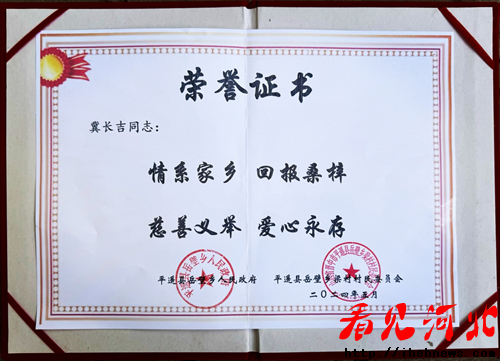 荣誉证书
冀长吉同志：
情系家乡 回报桑梓
慈善义举 爱心永存
平遥县岳壁乡人民政府 平遥县岳壁乡梁村村民委员会
二〇二四年五月
看见河北